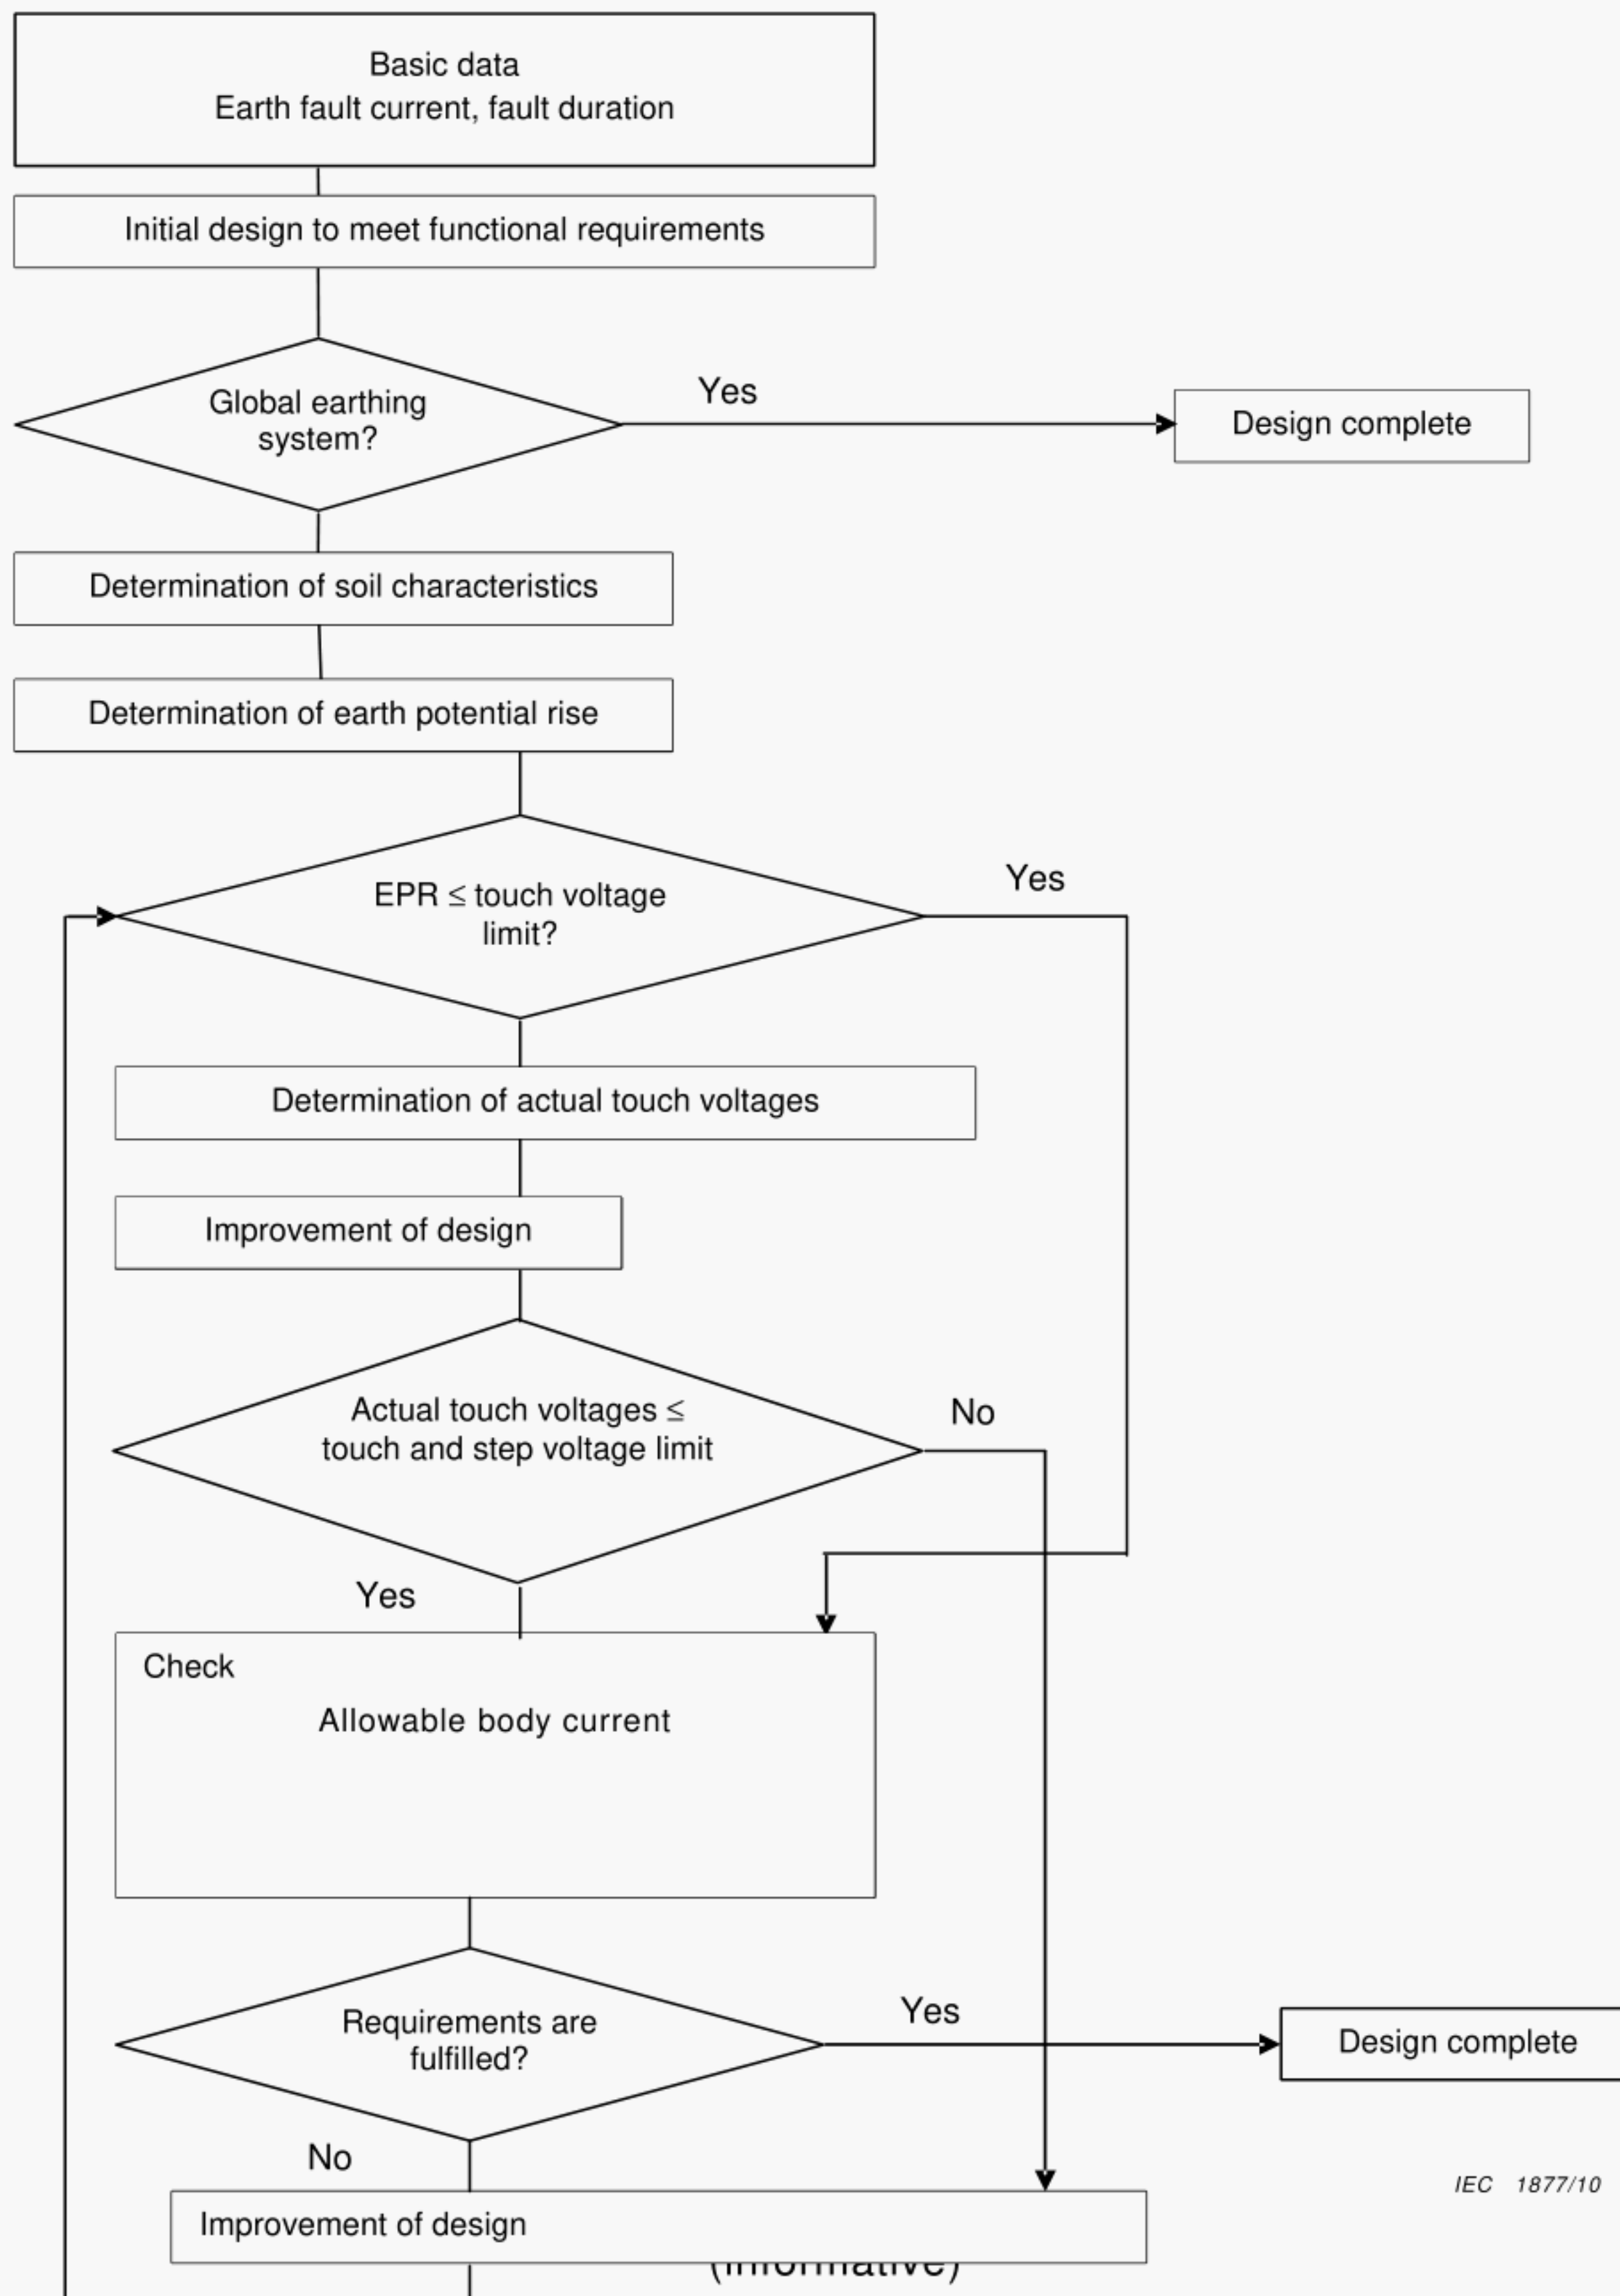 Basic data
Earth fault current, fault duration
Initial design to meet functional requirements
Global earthing
system?
Yes
Design complete
Determination of soil characteristics
Determination of earth potential rise
EPR ≤ touch voltage
limit?
Yes
Determination of actual touch voltages
Improvement of design
Actual touch voltages ≤
touch and step voltage limit
No
Yes
Check
Allowable body current
Requirements are
fulfilled?
Yes
Design complete
No
IEC 1877/10
Improvement of design
(informative)